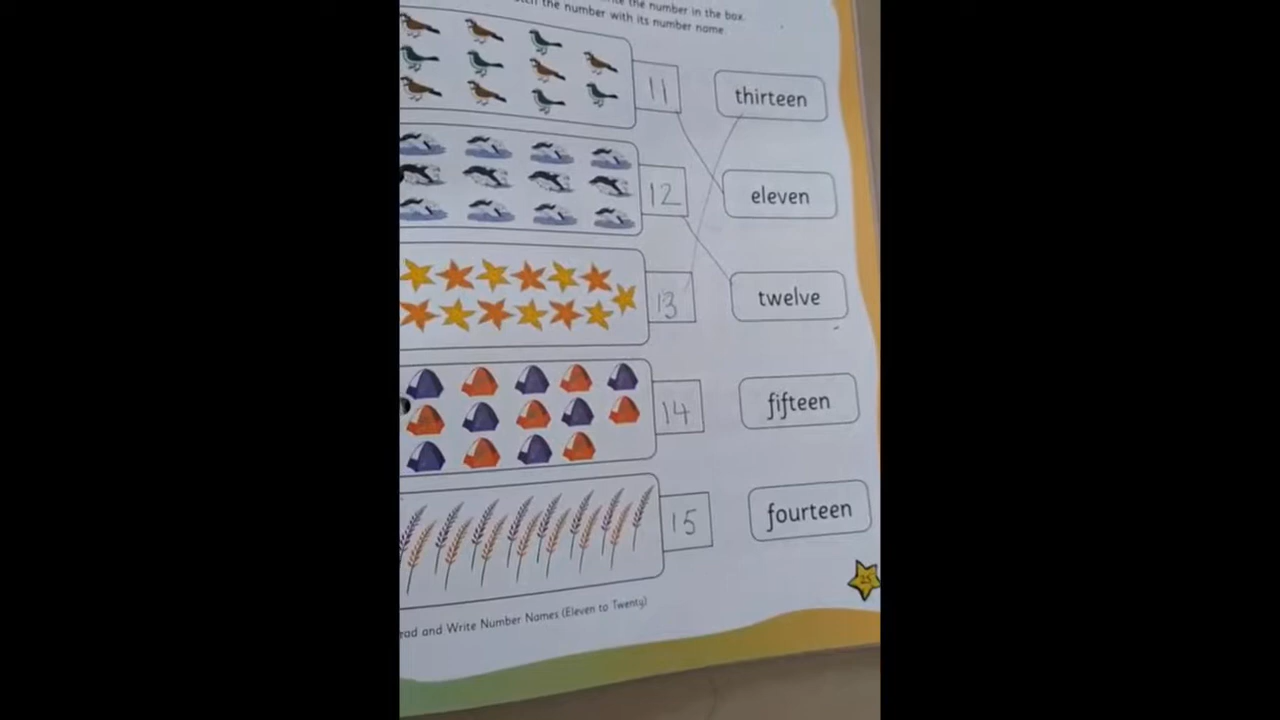 the number in the box.
the number with its number name
11
thirteen
12
eleven
13
twelve
14
fifteen
15
fourteen
25
and Write Number Names (Eleven to Twenty)